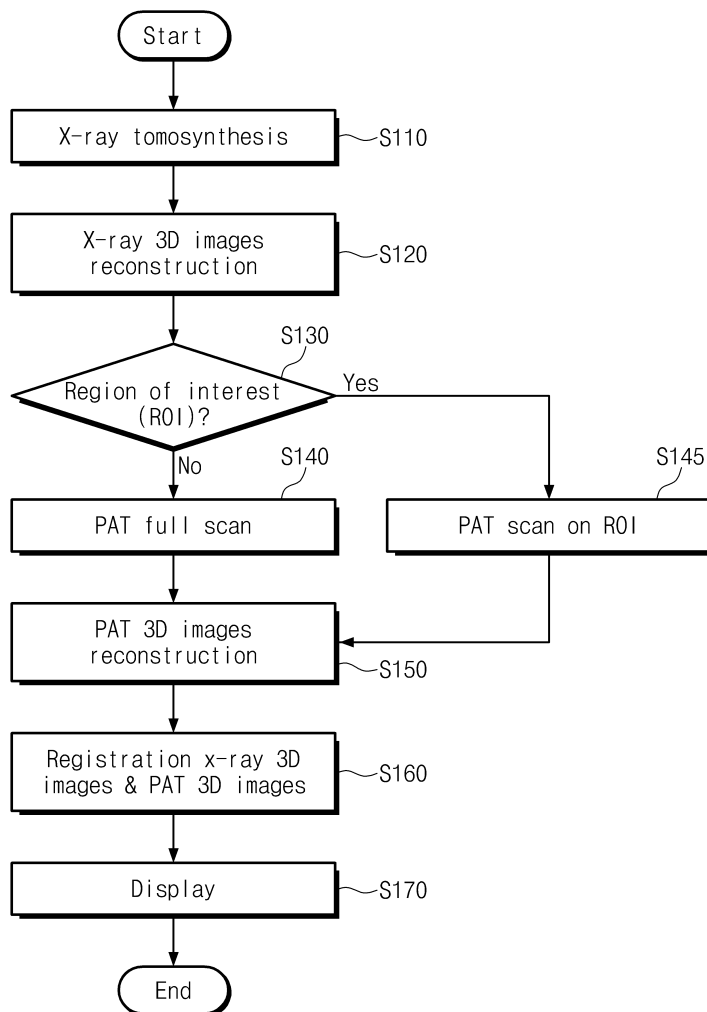 Start
X-ray tomosynthesis
S110
X-ray 3D images
reconstruction
S120
S130
Region of interest
(ROI)?
Yes
No
S140
PAT full scan
S145
PAT scan on ROI
PAT 3D images
reconstruction
S150
Registration x-ray 3D
images & PAT 3D images
S160
Display
S170
End